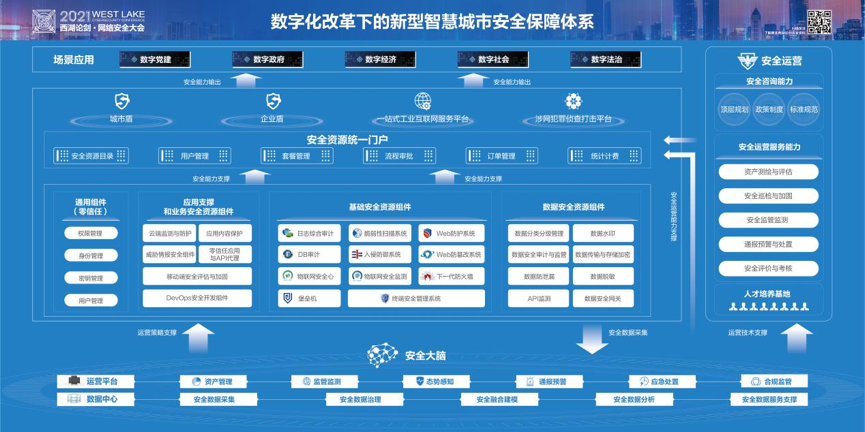 2021 WEST LAKE
CYBERSECURITY CONFERENCE
西湖论剑·网络安全大会
数字化改革下的新型智慧城市安全保障体系
场景应用
数字党建
数字政府
数字经济
数字社会
数字法治
安全能力输出
安全能力输出
城市盾
企业盾
一站式工业互联网服务平台
涉网犯罪侦查打击平台
安全资源统一门户
安全资源目录
用户管理
套餐管理
流程审批
订单管理
统计计费
安全能力支撑
安全能力支撑
通用组件
（零信任）
权限管理
身份管理
密钥管理
用户管理
应用支撑
和业务安全资源组件
云端监测与防护
应用内容保护
威胁情报安全组件
零信任应用
与API代理
移动端安全评估与加固
DevOps安全开发组件
基础安全资源组件
日志综合审计
脆弱性扫描系统
Web防护系统
DB审计
入侵防御系统
Web防篡改系统
物联网安全心
物联网安全监测
下一代防火墙
堡垒机
终端安全管理系统
数据安全资源组件
数据分类分级管理
数据水印
数据安全审计与监管
数据传输与存储加密
数据防泄露
数据脱敏
API监测
数据安全网关
安全运营能力支撑
安全运营
安全咨询能力
顶层规划
政策制度
标准规范
安全运营服务能力
资产测绘与评估
安全巡检与加固
安全监管监测
通报预警与处置
安全评价与考核
人才培养基地
运营策略支撑
安全数据采集
运营技术支撑
安全大脑
运营平台
资产管理
监管监测
态势感知
通报预警
应急处置
合规监管
数据中心
安全数据采集
安全数据治理
安全融合建模
安全数据分析
安全数据服务支撑